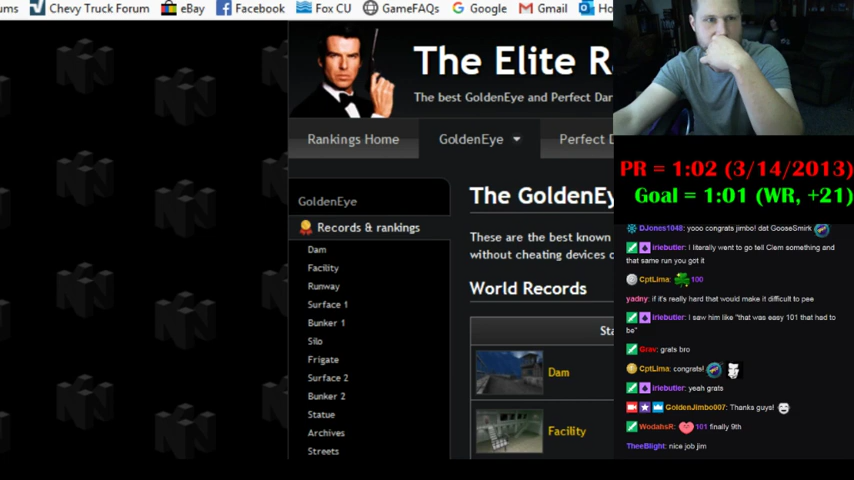 ums Chevy Truck Forum eBay Facebook Fox CU GameFAQs Google Gmail Ho
The Elite R
The best GoldenEye and Perfect Dar
Rankings Home GoldenEye Perfect D
GoldenEye
Records & rankings
Dam
Facility
Runway
Surface 1
Bunker 1
Silo
Frigate
Surface 2
Bunker 2
Statue
Archives
Streets
The GoldenEy
These are the best known
without cheating devices o
World Records
Sta
Dam
Facility
PR = 1:02 (3/14/2013)
Goal = 1:01 (WR, +21)
DJones1048: yooo congrats jimbo! dat GooseSmirk
iriebutler: I literally went to go tell Clem something and
that same run you got it
CptLima: 100
yadny: if it's really hard that would make it difficult to pee
iriebutler: I saw him like "that was easy 101 that had to
be"
Grav: grats bro
CptLima: congrats!
iriebutler: yeah grats
GoldenJimbo007: Thanks guys!
WodahsR: 101 finally 9th
TheeBlight: nice job jim